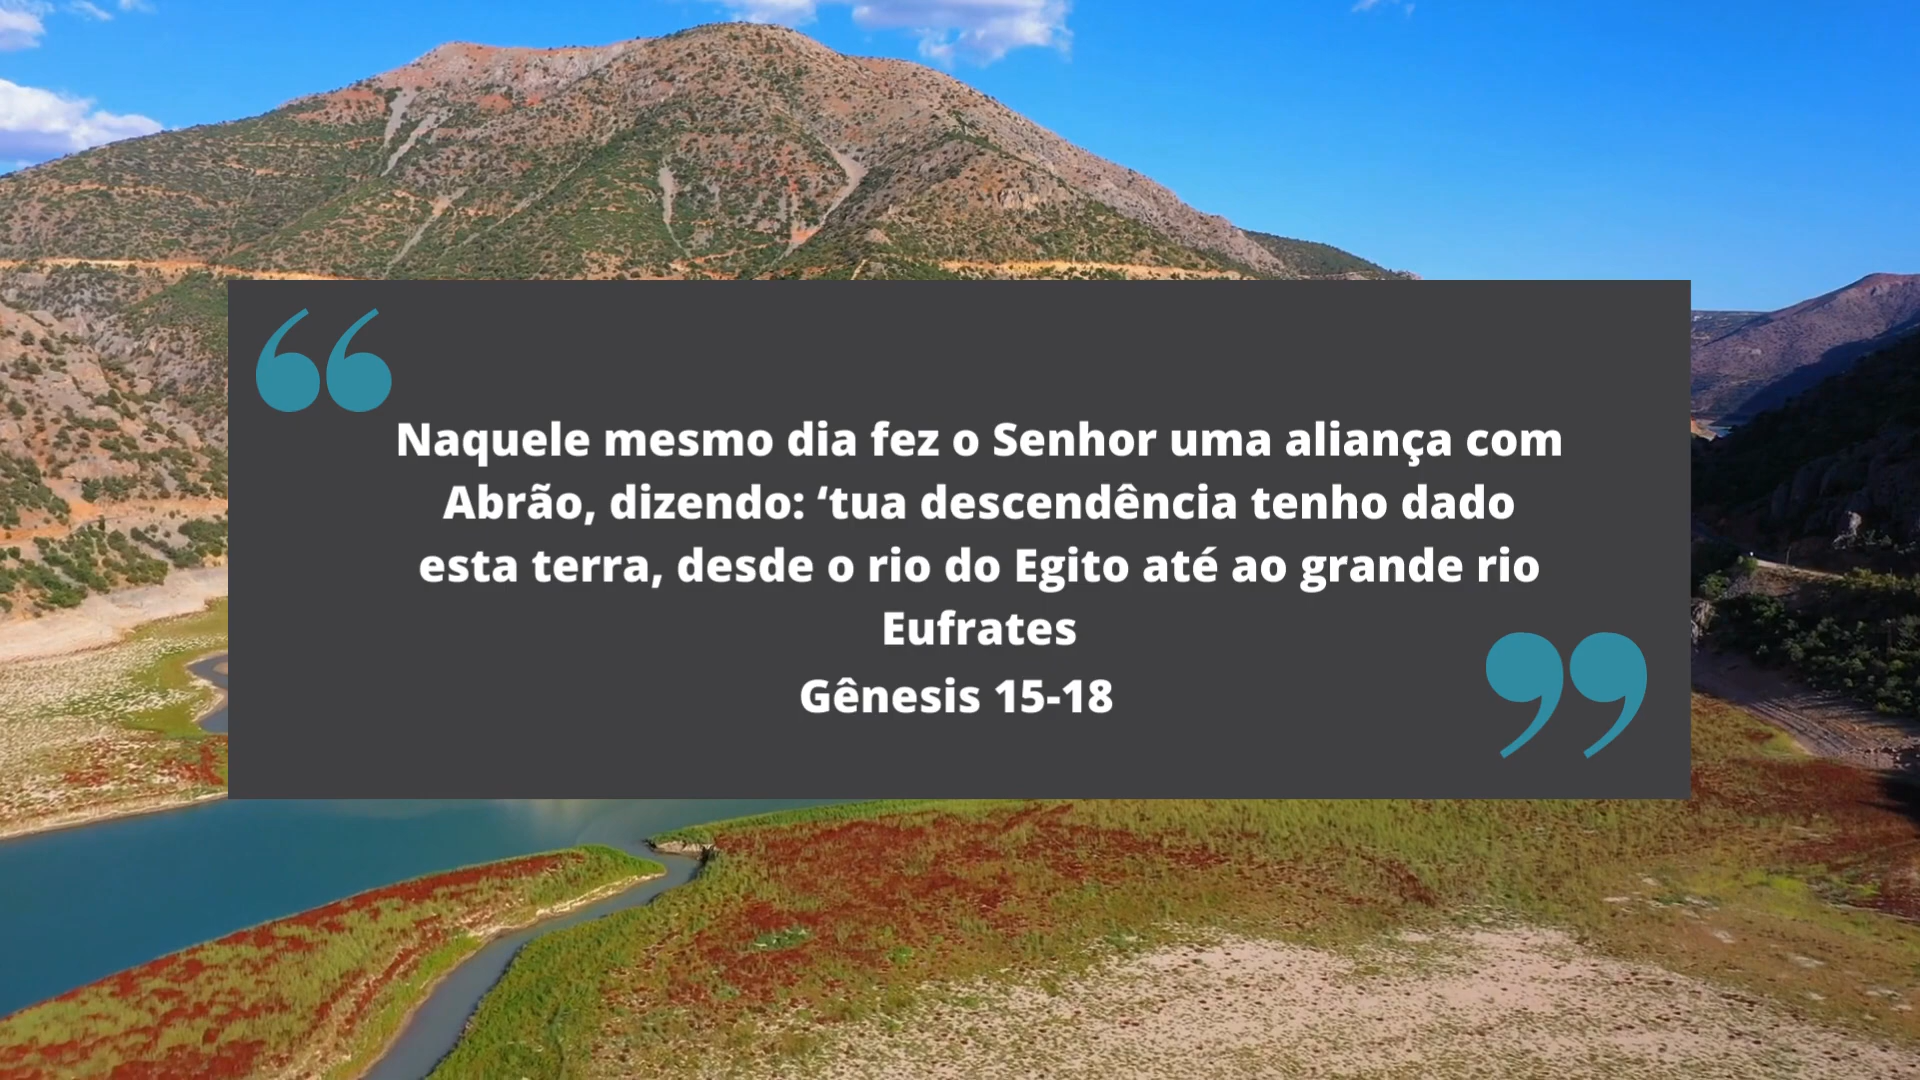 Naquele mesmo dia fez o Senhor uma aliança com
Abrão, dizendo: ‘tua descendência tenho dado
esta terra, desde o rio do Egito até ao grande rio
Eufrates
Gênesis 15-18